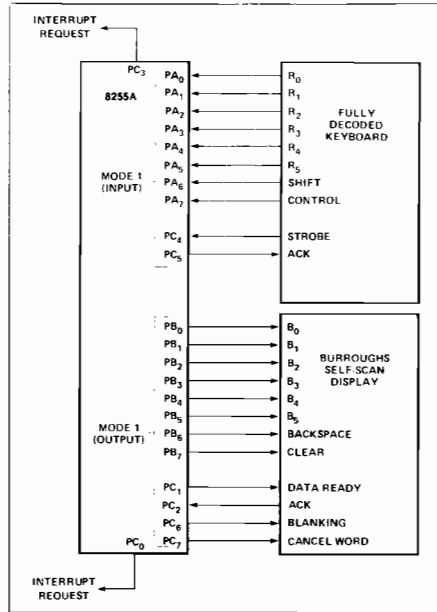 INTERRUPT
REQUEST
PC3
8255A
MODE 1
(INPUT)
PA0
PA1
PA2
PA3
PA4
PA5
PA6
PA7
PC4
PC5
R0
R1
R2
R3
R4
R5
SHIFT
CONTROL
STROBE
ACK
FULLY
DECODED
KEYBOARD
MODE 1
(OUTPUT)
PB0
PB1
PB2
PB3
PB4
PB5
PB6
PB7
PC1
PC2
PC6
PC7
B0
B1
B2
B3
B4
B5
BACKSPACE
CLEAR
DATA READY
ACK
BLANKING
CANCEL WORD
BURROUGHS
SELF-SCAN
DISPLAY
PC0
INTERRUPT
REQUEST